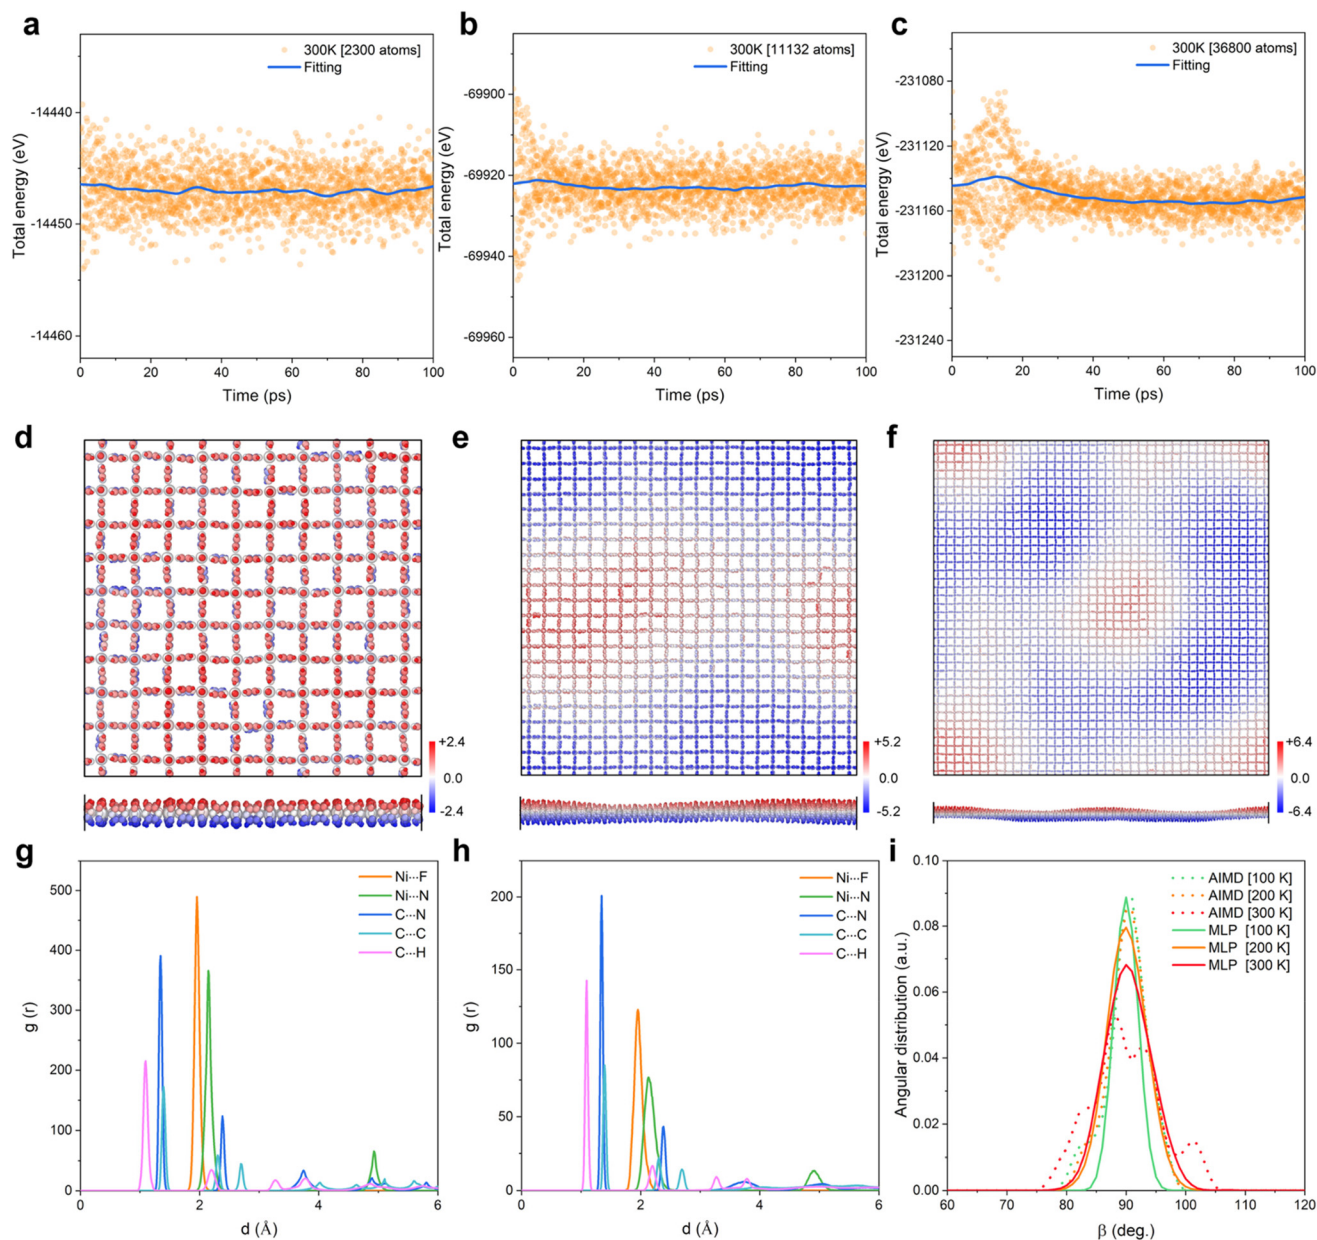 a
300K [2300 atoms]
Fitting
Total energy (eV)
-14440
-14450
-14460
0 20 40 60 80 100
Time (ps)
b
300K [11132 atoms]
Fitting
Total energy (eV)
-69900
-69920
-69940
-69960
0 20 40 60 80 100
Time (ps)
c
300K [36800 atoms]
Fitting
Total energy (eV)
-231080
-231120
-231160
-231200
-231240
0 20 40 60 80 100
Time (ps)
d
+2.4
0.0
-2.4
e
+5.2
0.0
-5.2
f
+6.4
0.0
-6.4
g
Ni···F
Ni···N
C···N
C···C
C···H
g (r)
500
400
300
200
100
0
0 2 4 6
d (Å)
h
Ni···F
Ni···N
C···N
C···C
C···H
g (r)
200
150
100
50
0
0 2 4 6
d (Å)
i
AIMD [100 K]
AIMD [200 K]
AIMD [300 K]
MLP [100 K]
MLP [200 K]
MLP [300 K]
Angular distribution (a.u.)
0.10
0.08
0.06
0.04
0.02
0.00
60 70 80 90 100 110 120
β (deg.)